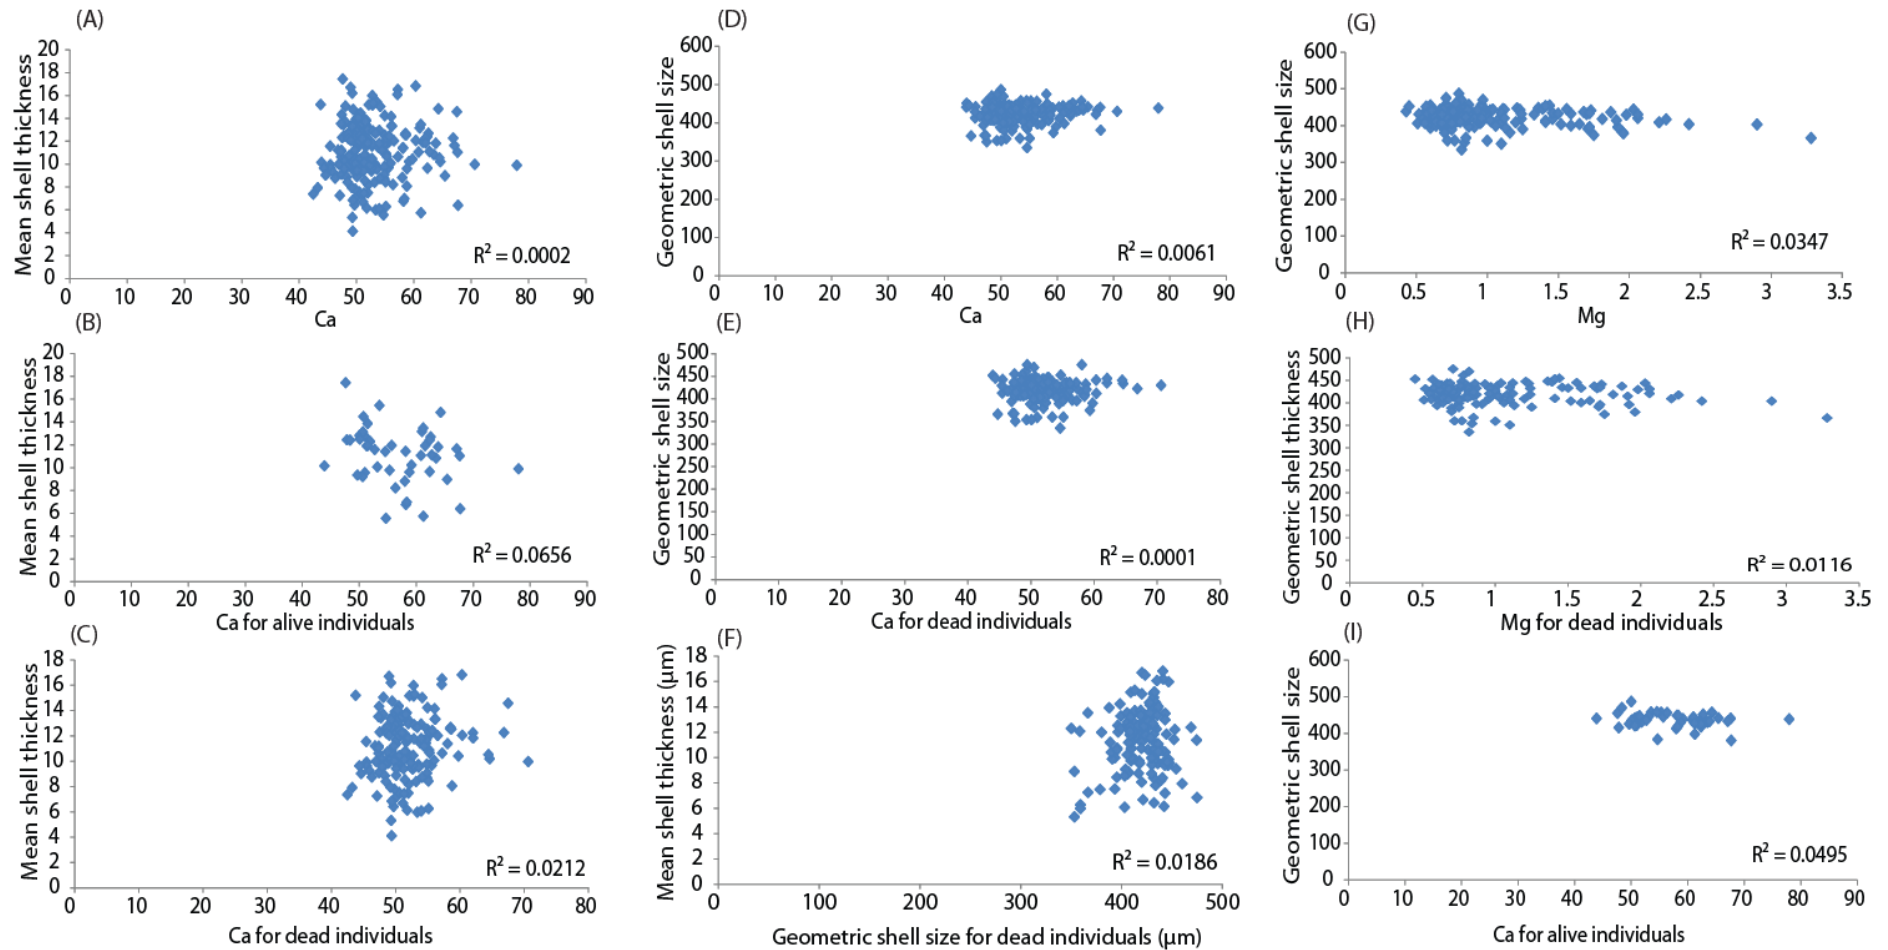 (A)
Mean shell thickness
20
18
16
14
12
10
8
6
4
2
0
R² = 0.0002
0 10 20 30 40 50 60 70 80 90
Ca
(B)
Mean shell thickness
20
18
16
14
12
10
8
6
4
2
0
R² = 0.0656
0 10 20 30 40 50 60 70 80 90
Ca for alive individuals
(C)
Mean shell thickness
18
16
14
12
10
8
6
4
2
0
R² = 0.0212
0 10 20 30 40 50 60 70 80
Ca for dead individuals
(D)
Geometric shell size
600
500
400
300
200
100
0
R² = 0.0061
0 10 20 30 40 50 60 70 80 90
Ca
(E)
Geometric shell size
500
450
400
350
300
250
200
150
100
50
0
R² = 0.0001
0 10 20 30 40 50 60 70 80
Ca for dead individuals
(F)
Mean shell thickness (µm)
18
16
14
12
10
8
6
4
2
0
R² = 0.0186
0 100 200 300 400 500
Geometric shell size for dead individuals (µm)
(G)
Geometric shell size
600
500
400
300
200
100
0
R² = 0.0347
0 0.5 1 1.5 2 2.5 3 3.5
Mg
(H)
Geometric shell thickness
500
450
400
350
300
250
200
150
100
50
0
R² = 0.0116
0 0.5 1 1.5 2 2.5 3 3.5
Mg for dead individuals
(I)
Geometric shell size
600
500
400
300
200
100
0
R² = 0.0495
0 10 20 30 40 50 60 70 80 90
Ca for alive individuals